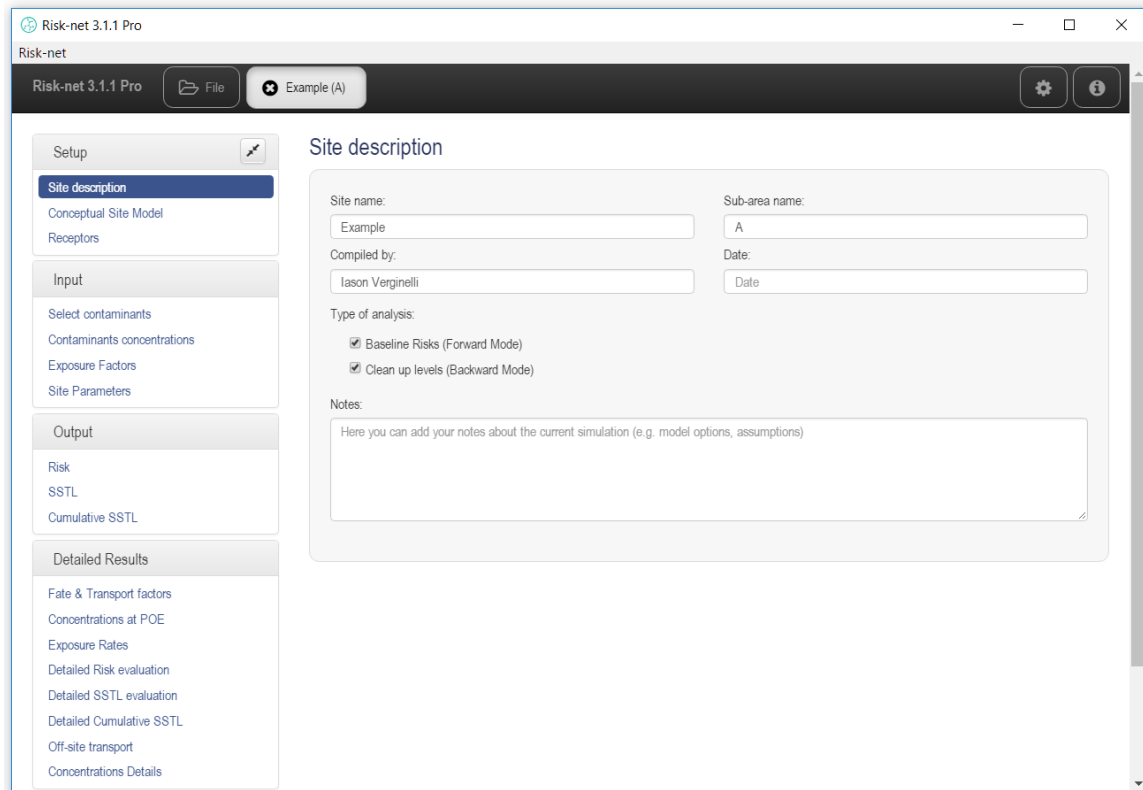 Risk-net 3.1.1 Pro
Risk-net
Risk-net 3.1.1 Pro
File
Example (A)
Setup
Site description
Conceptual Site Model
Receptors
Input
Select contaminants
Contaminants concentrations
Exposure Factors
Site Parameters
Output
Risk
SSTL
Cumulative SSTL
Detailed Results
Fate & Transport factors
Concentrations at POE
Exposure Rates
Detailed Risk evaluation
Detailed SSTL evaluation
Detailed Cumulative SSTL
Off-site transport
Concentrations Details
Site description
Site name:
Sub-area name:
Example
A
Compiled by:
Date:
Iason Verginelli
Date
Type of analysis:
Baseline Risks (Forward Mode)
Clean up levels (Backward Mode)
Notes:
Here you can add your notes about the current simulation (e.g. model options, assumptions)